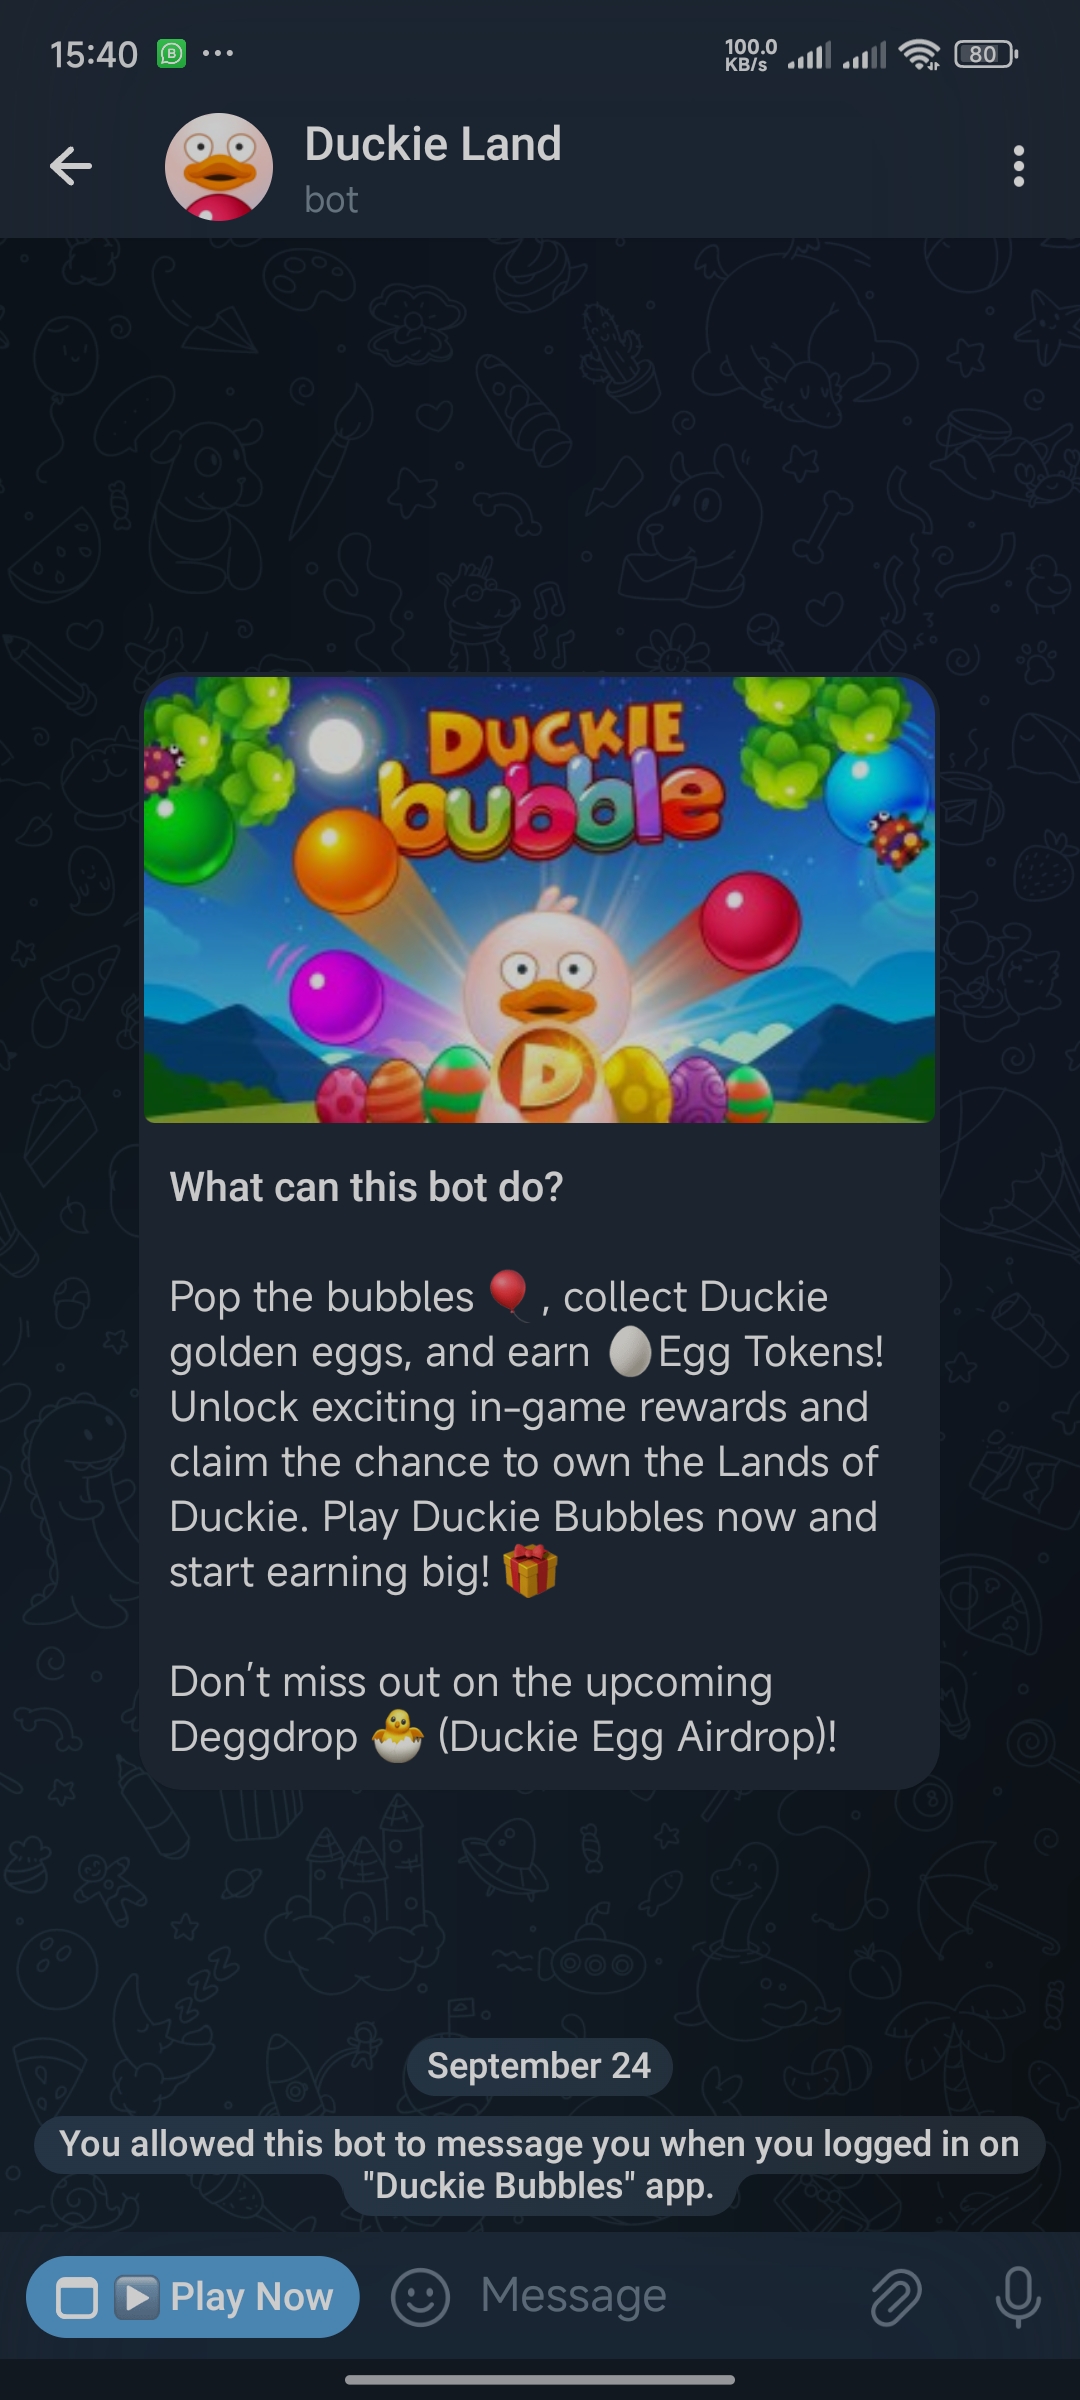 15:40
100.0
KB/s
80
Duckie Land
bot
DUCKIE
bubble
D
What can this bot do?
Pop the bubbles 🎈, collect Duckie
golden eggs, and earn 🥚Egg Tokens!
Unlock exciting in-game rewards and
claim the chance to own the Lands of
Duckie. Play Duckie Bubbles now and
start earning big! 🎁
Don't miss out on the upcoming
Deggdrop 🐣 (Duckie Egg Airdrop)!
September 24
You allowed this bot to message you when you logged in on
"Duckie Bubbles" app.
▶️ Play Now
Message